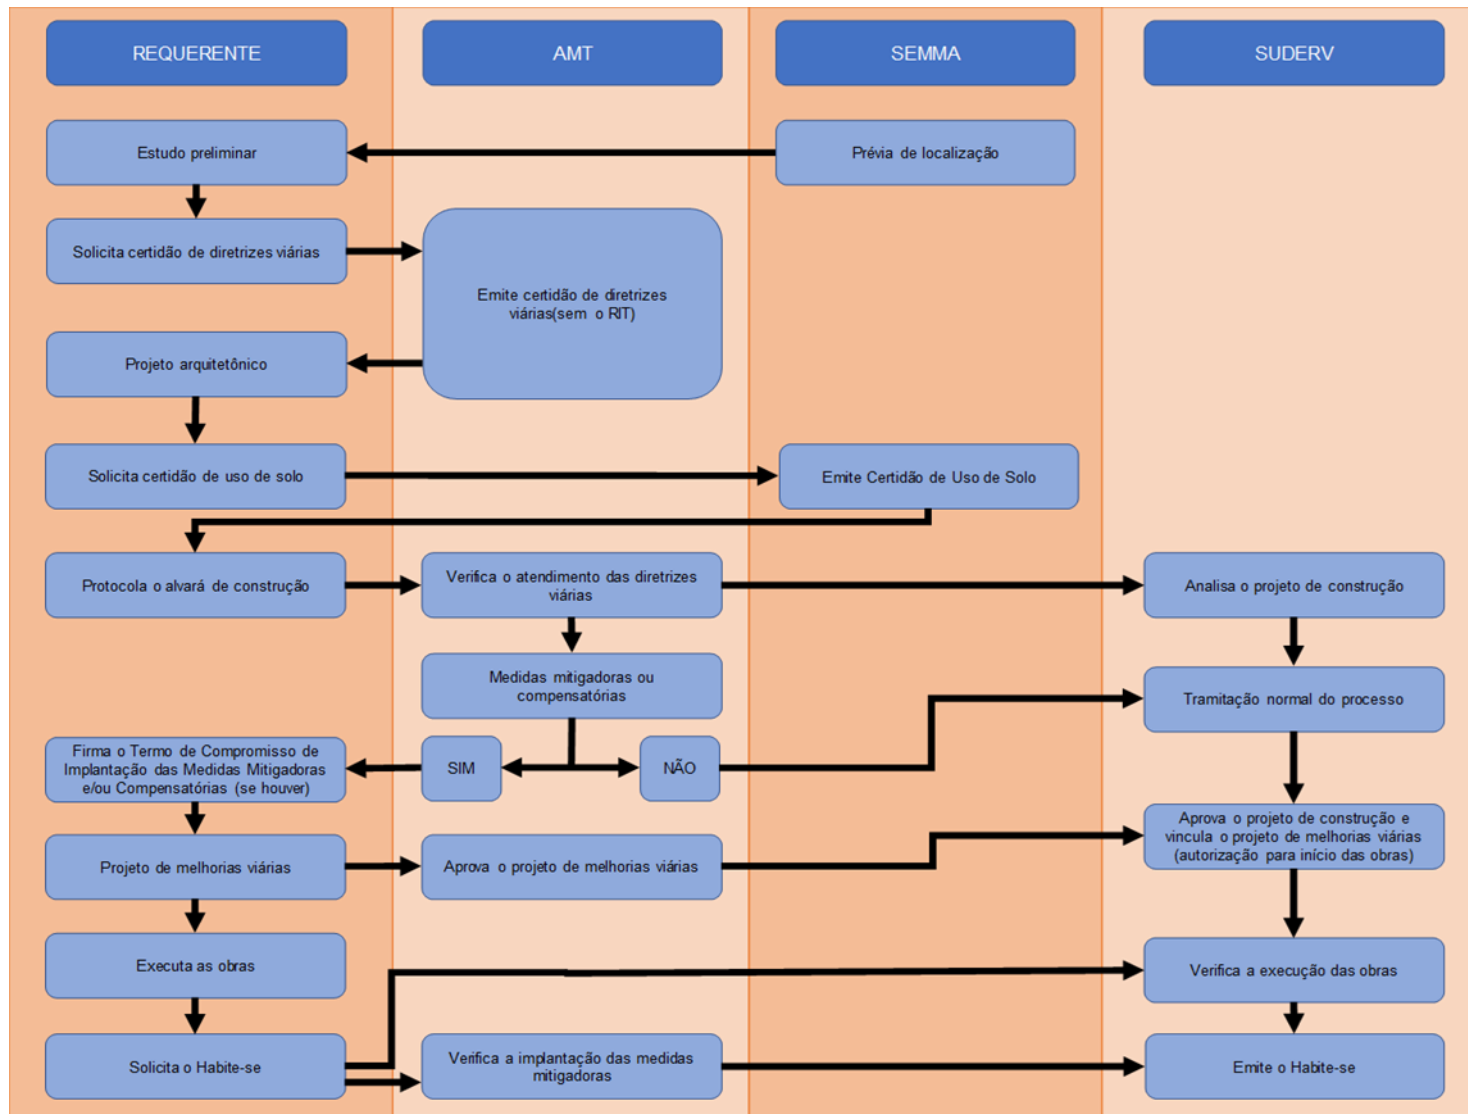 REQUERENTE
AMT
SEMMA
SUDERV
Estudo preliminar
Prévia de localização
Solicita certidão de diretrizes viárias
Emite certidão de diretrizes
viárias(sem o RIT)
Projeto arquitetônico
Solicita certidão de uso de solo
Emite Certidão de Uso de Solo
Protocola o alvará de construção
Verifica o atendimento das diretrizes
viárias
Analisa o projeto de construção
Medidas mitigadoras ou
compensatórias
Tramitação normal do processo
Firma o Termo de Compromisso de
Implantação das Medidas Mitigadoras
e/ou Compensatórias (se houver)
SIM
NÃO
Projeto de melhorias viárias
Aprova o projeto de melhorias viárias
Aprova o projeto de construção e
vincula o projeto de melhorias viárias
(autorização para início das obras)
Executa as obras
Verifica a execução das obras
Solicita o Habite-se
Verifica a implantação das medidas
mitigadoras
Emite o Habite-se